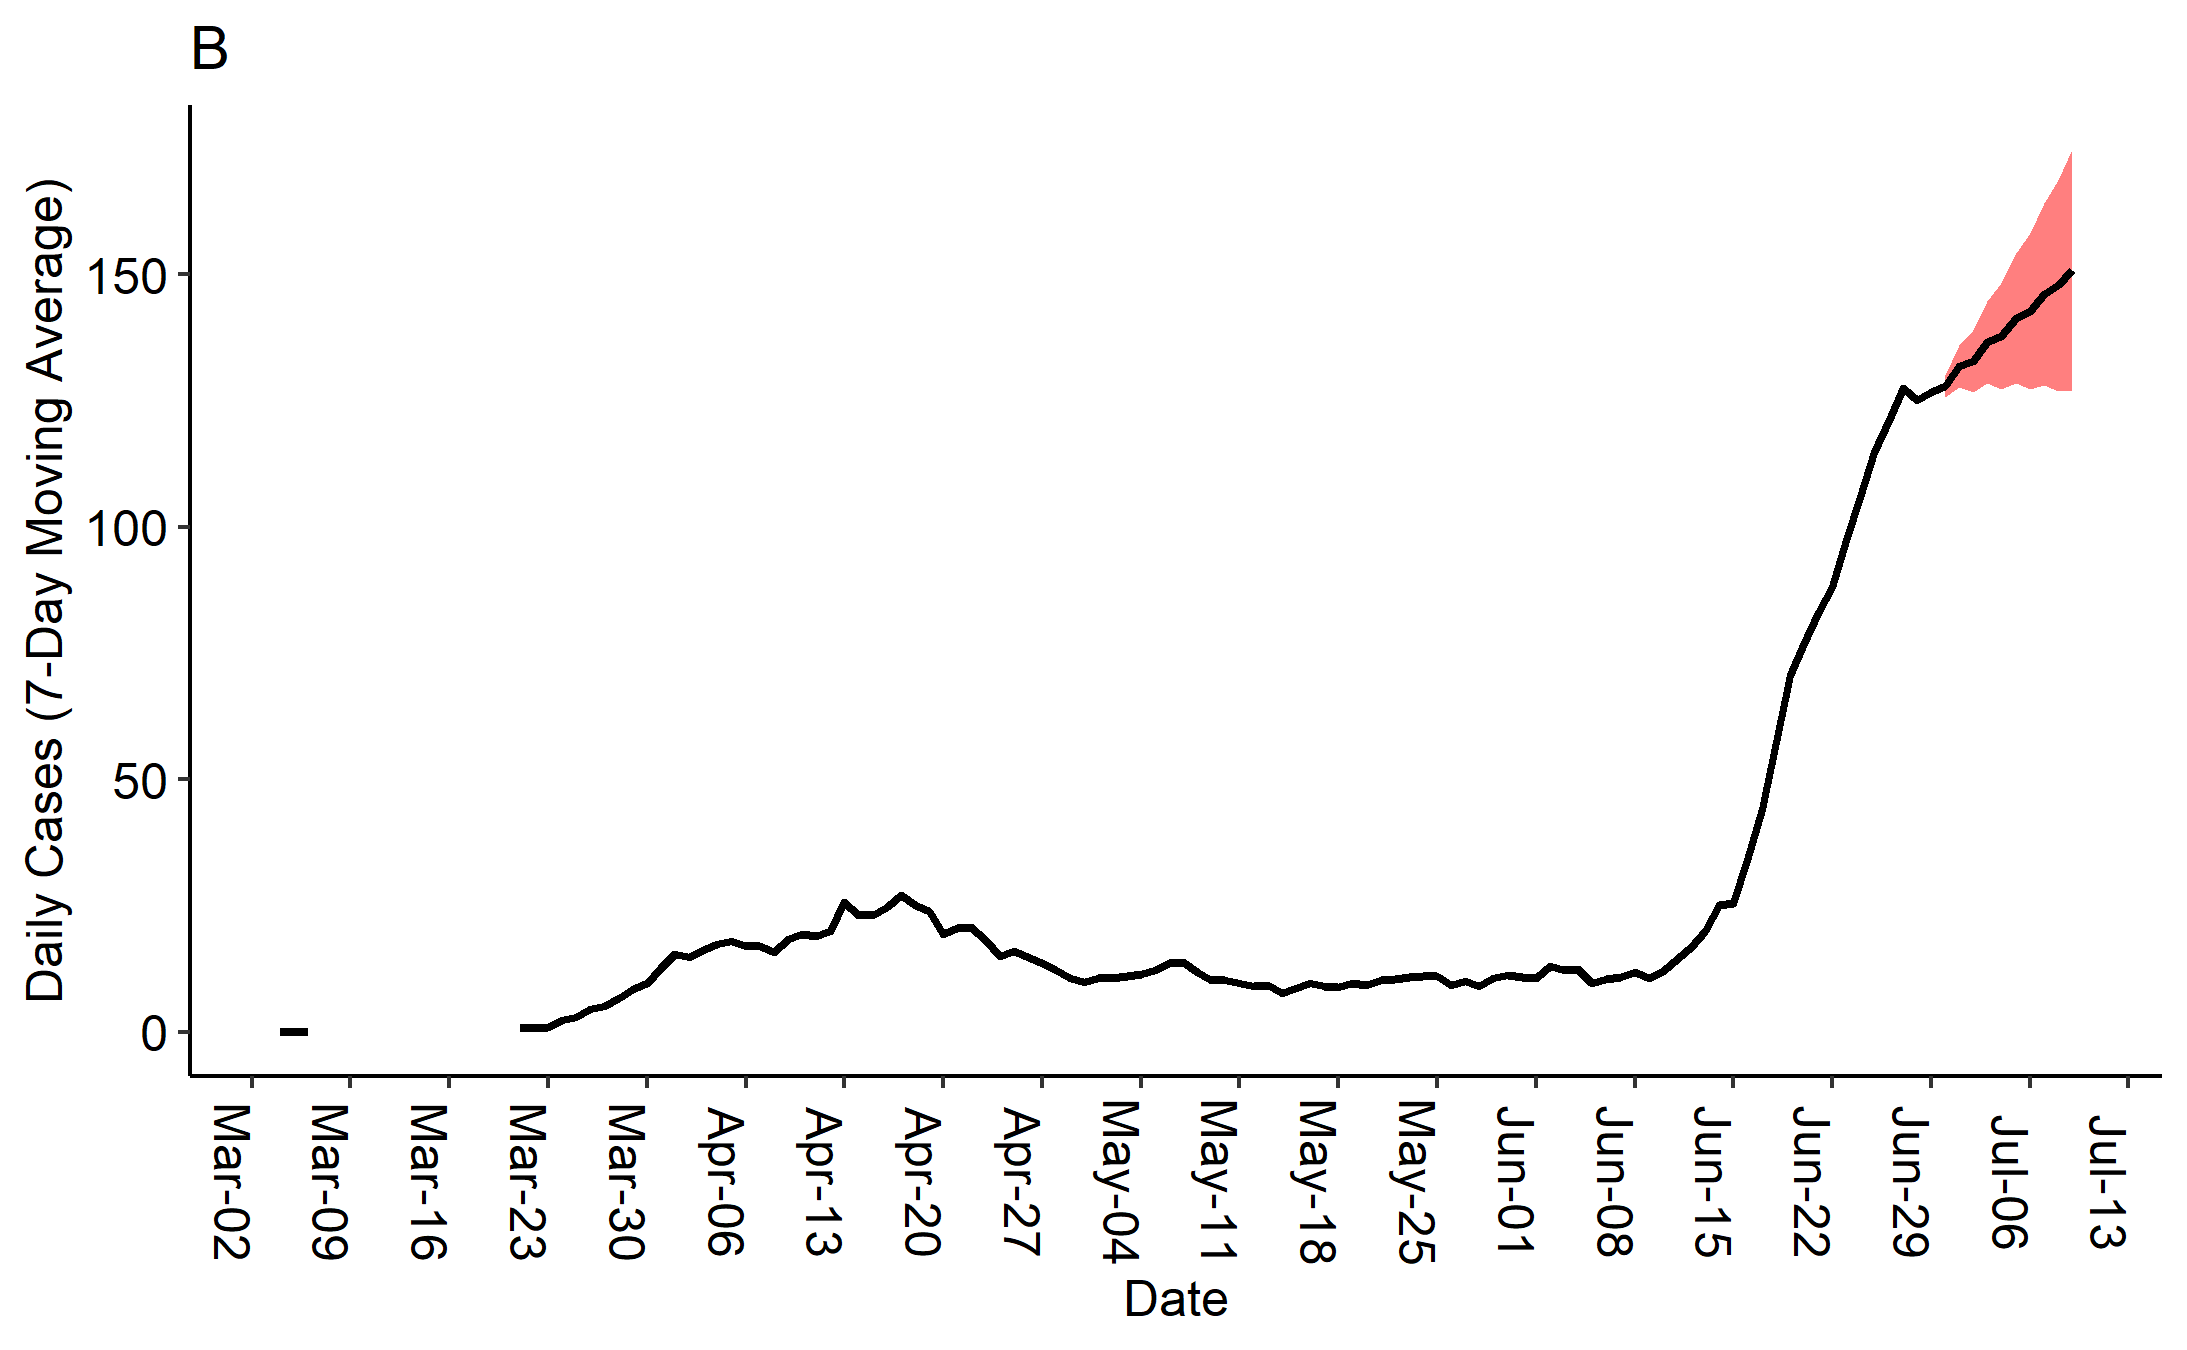 B
Daily Cases (7-Day Moving Average)
150
100
50
0
Mar-02
Mar-09
Mar-16
Mar-23
Mar-30
Apr-06
Apr-13
Apr-20
Apr-27
May-04
May-11
May-18
May-25
Jun-01
Jun-08
Jun-15
Jun-22
Jun-29
Jul-06
Jul-13
Date